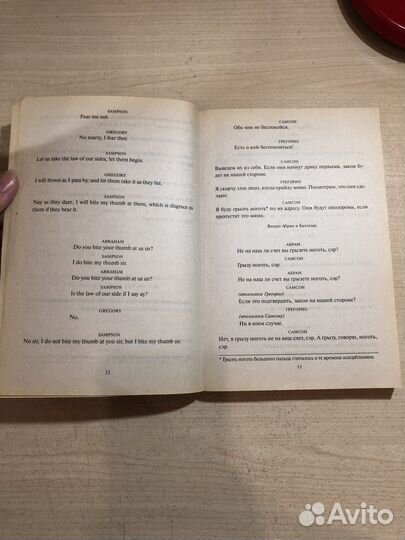 SAMPSON
Fear me not.
GREGORY
No marry, I fear thee.
SAMPSON
Let us take the law of our sides, let them begin.
GREGORY
I will frown as I pass by, and let them take it as they list.
SAMPSON
Nay as they dare, I will bite my thumb at them, which is disgrace to
them if they bear it.
ABRAHAM
Do you bite your thumb at us sir?
SAMPSON
I do bite my thumb sir.
ABRAHAM
Do you bite your thumb at us sir?
SAMPSON
Is the law of our side if I say ay?
GREGORY
No.
SAMPSON
No sir, I do not bite my thumb at you sir; but I bite my thumb sir.
12
САМСОН
Обо мне не беспокойся.
ГРЕГОРИО
Есть о ком беспокоиться!
САМСОН
Выведем их из себя. Если они начнут драку первыми, закон бу-
дет на нашей стороне.
ГРЕГОРИО
Я скорчу злое лицо, когда пройду мимо. Посмотрим, что они сде-
лают.
САМСОН
Я буду грызть ноготь* по их адресу. Они будут опозорены, если
пропустят это мимо.
Входят Абрам и Балтазар.
АБРАМ
Не на наш ли счет вы грызете ноготь, сэр?
САМСОН
Грызу ноготь, сэр.
АБРАМ
Не на наш ли счет вы грызете ноготь, сэр?
САМСОН
(вполголоса Грегорио)
Если это подтвердить, закон на нашей стороне?
ГРЕГОРИО
(вполголоса Самсону)
Ни в коем случае.
САМСОН
Нет, я грызу ноготь не на ваш счет, сэр. А грызу, говорю, ноготь,
сэр.
* Грызть ноготь большого пальца считалось в те времена оскорблением.
13
Avito